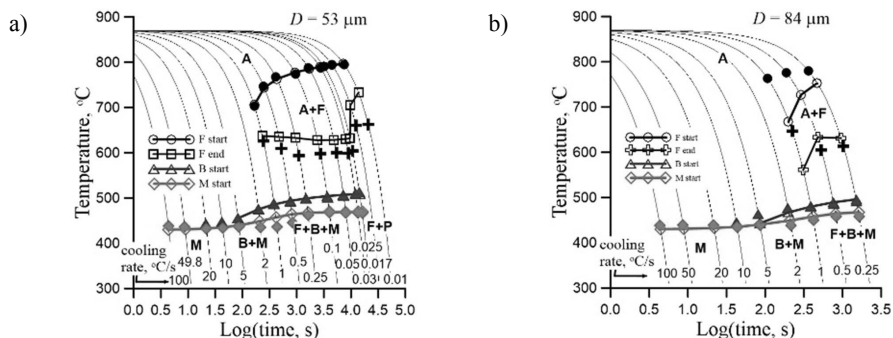 a)
D = 53 μm
900
800
700
600
500
400
300
Temperature, °C
A
A+F
F start
F end
B start
M start
M
B+M
F+B+M
F+P
cooling
rate, °C/s
100
49.8
20
10
5
2
1
0.5
0.25
0.1
0.05
0.03
0.025
0.017
0.01
0.0 0.5 1.0 1.5 2.0 2.5 3.0 3.5 4.0 4.5 5.0
Log(time, s)
b)
D = 84 μm
900
800
700
600
500
400
300
Temperature, °C
A
A+F
F start
F end
B start
M start
M
B+M
F+B+M
cooling
rate, °C/s
100 50 20 10 5 2 1 0.5 0.25
0.0 0.5 1.0 1.5 2.0 2.5 3.0 3.5
Log(time, s)